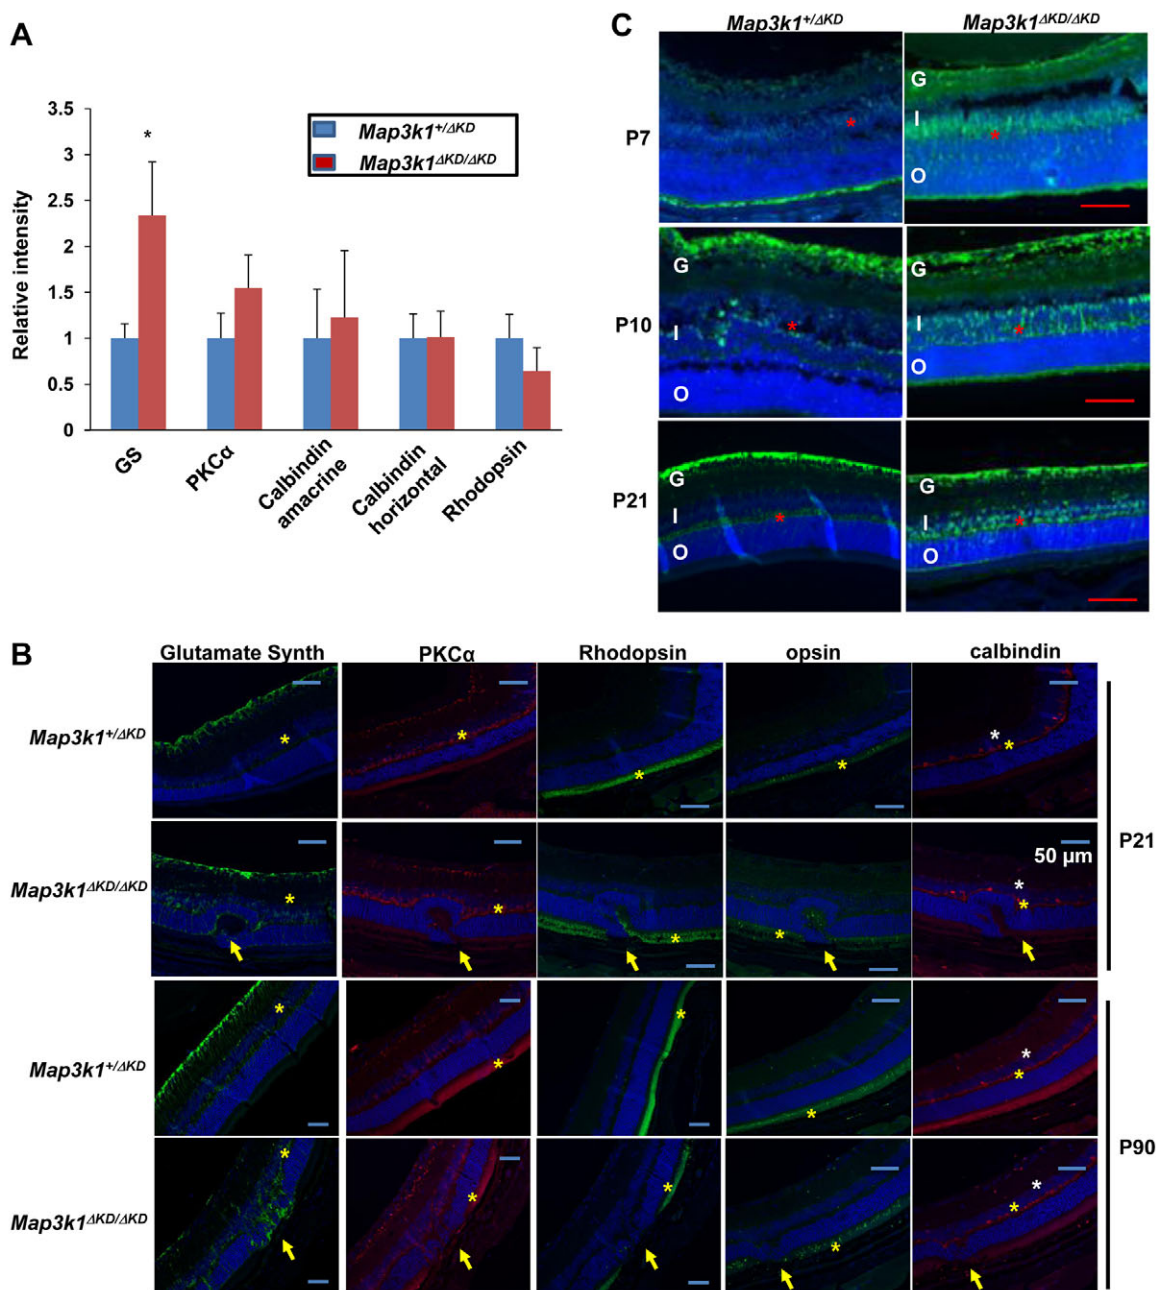 A
3.5
3
2.5
2
1.5
1
0.5
0
Relative intensity
*
Map3k1+/ΔKD
Map3k1ΔKD/ΔKD
GS
PKCα
Calbindin amacrine
Calbindin horizontal
Rhodopsin
C
Map3k1+/ΔKD Map3k1ΔKD/ΔKD
P7
* G I * O
P10
G I * O G I * O
P21
G I * O G I * O
B
Glutamate Synth PKCα Rhodopsin opsin calbindin
Map3k1+/ΔKD
* * * * * *
P21
Map3k1ΔKD/ΔKD
50 µm
* * * * * *
Map3k1+/ΔKD
* * * * * *
P90
Map3k1ΔKD/ΔKD
* * * * * *